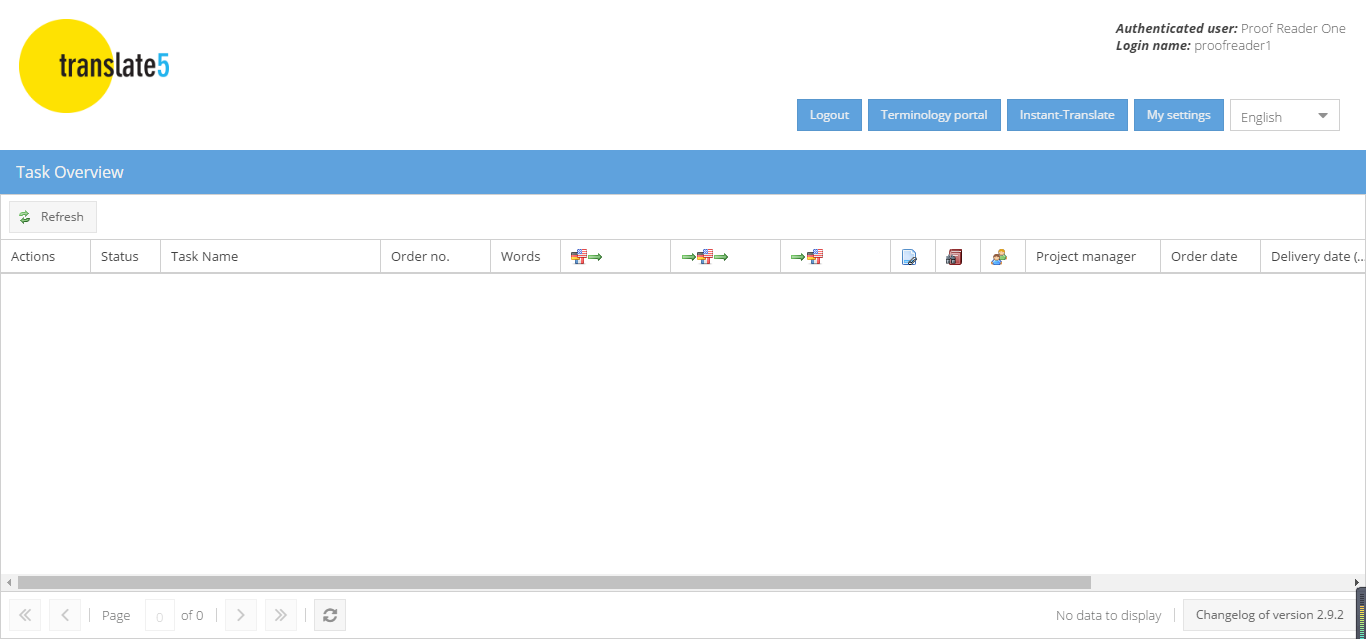 translate5
Authenticated user: Proof Reader One
Login name: proofreader1
Logout Terminology portal Instant-Translate My settings English
Task Overview
Refresh
Actions Status Task Name Order no. Words Project manager Order date Delivery date (...
Page 0 of 0 No data to display Changelog of version 2.9.2